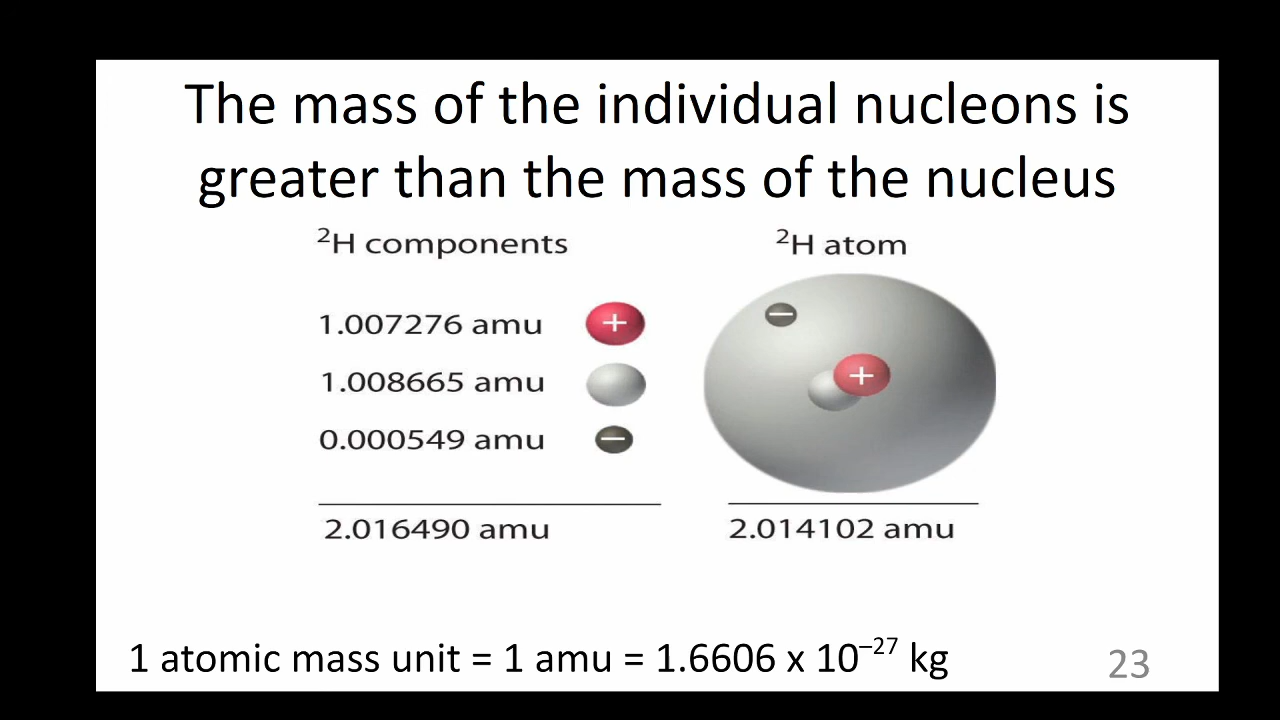 The mass of the individual nucleons is
greater than the mass of the nucleus
²H components
²H atom
1.007276 amu
+
1.008665 amu
0.000549 amu
−
−
+
2.016490 amu
2.014102 amu
1 atomic mass unit = 1 amu = 1.6606 x 10⁻²⁷ kg
23